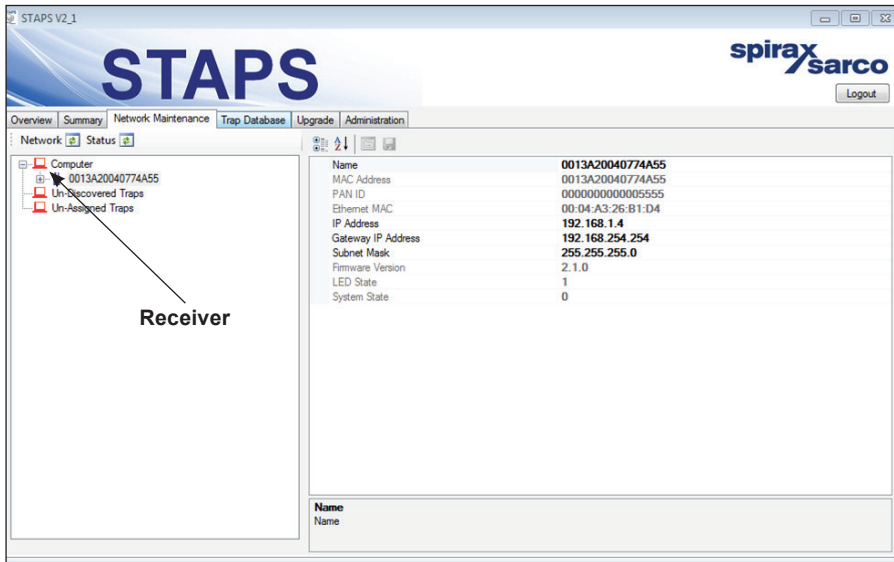 STAPS V2_1
STAPS
spirax
sarco
Logout
Overview Summary Network Maintenance Trap Database Upgrade Administration
Network Status
Computer
0013A20040774A55
Un-Discovered Traps
Un-Assigned Traps
Receiver
Name 0013A20040774A55
MAC Address 0013A20040774A55
PAN ID 0000000000005555
Ethernet MAC 00:04:A3:26:B1:D4
IP Address 192.168.1.4
Gateway IP Address 192.168.254.254
Subnet Mask 255.255.255.0
Firmware Version 2.1.0
LED State 1
System State 0
Name
Name